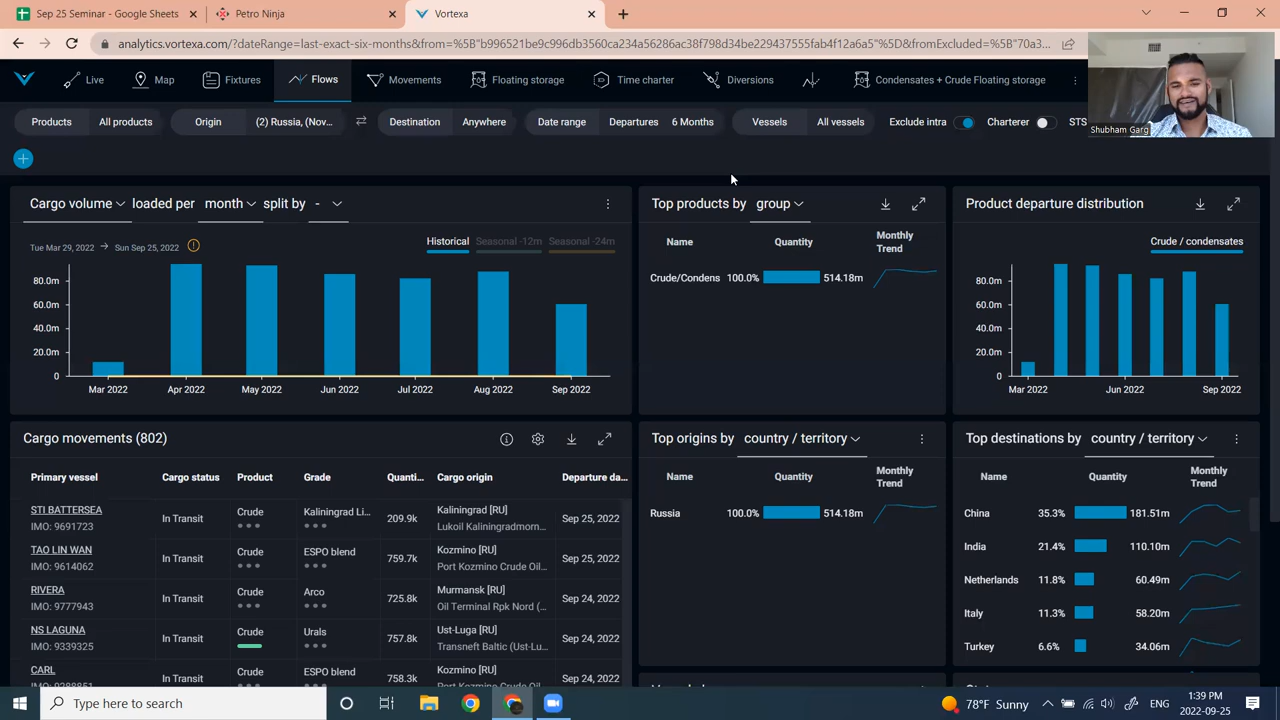 Sep 25 Seminar - Google Sheets
Petro Ninja
Vortexa
analytics.vortexa.com/?dateRange=last-exact-six-months&from=%5B"b996521be9c996db3560ca234a56286ac38f798d34be229437555fab4f12a6a5"%5D&fromExcluded=%5B"70a3...
Live
Map
Fixtures
Flows
Movements
Floating storage
Time charter
Diversions
Condensates + Crude Floating storage
Products All products
Origin (2) Russia, (Nov...
Destination Anywhere
Date range Departures 6 Months
Vessels All vessels
Exclude intra
Charterer
STS
Shubham Garg
Cargo volume loaded per month split by -
Tue Mar 29, 2022 → Sun Sep 25, 2022
Historical Seasonal -12m Seasonal -24m
80.0m
60.0m
40.0m
20.0m
0
Mar 2022 Apr 2022 May 2022 Jun 2022 Jul 2022 Aug 2022 Sep 2022
Top products by group
Name Quantity Monthly Trend
Crude/Condens 100.0% 514.18m
Product departure distribution
Crude / condensates
80.0m
60.0m
40.0m
20.0m
0
Mar 2022 Jun 2022 Sep 2022
Cargo movements (802)
Primary vessel Cargo status Product Grade Quanti... Cargo origin Departure da...
STI BATTERSEA In Transit Crude Kaliningrad Li... 209.9k Kaliningrad [RU] Sep 25, 2022
IMO: 9691723 Lukoil Kaliningradmorn...
TAO LIN WAN In Transit Crude ESPO blend 759.7k Kozmino [RU] Sep 25, 2022
IMO: 9614062 Port Kozmino Crude Oil...
RIVERA In Transit Crude Arco 725.8k Murmansk [RU] Sep 24, 2022
IMO: 9777943 Oil Terminal Rpk Nord (...
NS LAGUNA In Transit Crude Urals 757.8k Ust-Luga [RU] Sep 24, 2022
IMO: 9339325 Transneft Baltic (Ust-Lu...
CARL In Transit Crude ESPO blend 758.3k Kozmino [RU] Sep 24, 2022
Top origins by country / territory
Name Quantity Monthly Trend
Russia 100.0% 514.18m
Top destinations by country / territory
Name Quantity Monthly Trend
China 35.3% 181.51m
India 21.4% 110.10m
Netherlands 11.8% 60.49m
Italy 11.3% 58.20m
Turkey 6.6% 34.06m
Type here to search
78°F Sunny
ENG
1:39 PM
2022-09-25